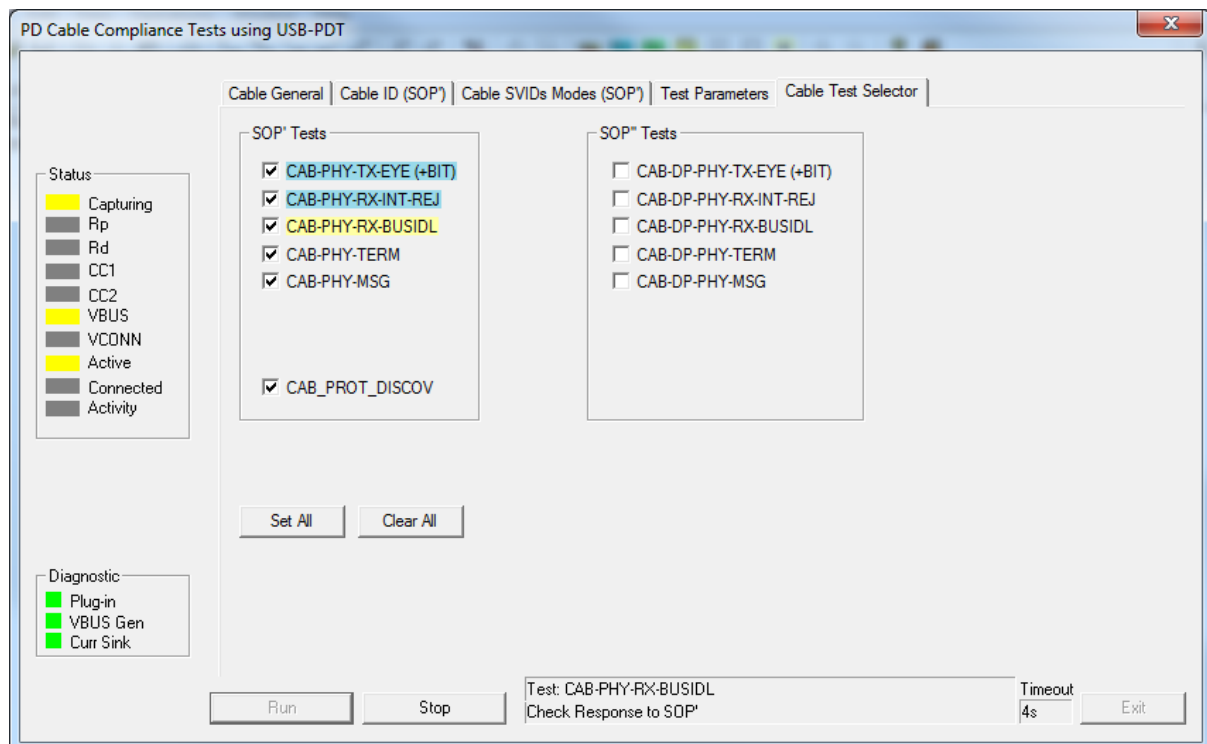 PD Cable Compliance Tests using USB-PDT
Cable General
Cable ID (SOP')
Cable SVIDs Modes (SOP')
Test Parameters
Cable Test Selector
Status
Capturing
Rp
Rd
CC1
CC2
VBUS
VCONN
Active
Connected
Activity
SOP' Tests
CAB-PHY-TX-EYE (+BIT)
CAB-PHY-RX-INT-REJ
CAB-PHY-RX-BUSIDL
CAB-PHY-TERM
CAB-PHY-MSG
CAB_PROT_DISCOV
SOP" Tests
CAB-DP-PHY-TX-EYE (+BIT)
CAB-DP-PHY-RX-INT-REJ
CAB-DP-PHY-RX-BUSIDL
CAB-DP-PHY-TERM
CAB-DP-PHY-MSG
Set All
Clear All
Diagnostic
Plug-in
VBUS Gen
Curr Sink
Run
Stop
Test: CAB-PHY-RX-BUSIDL
Check Response to SOP'
Timeout
4s
Exit